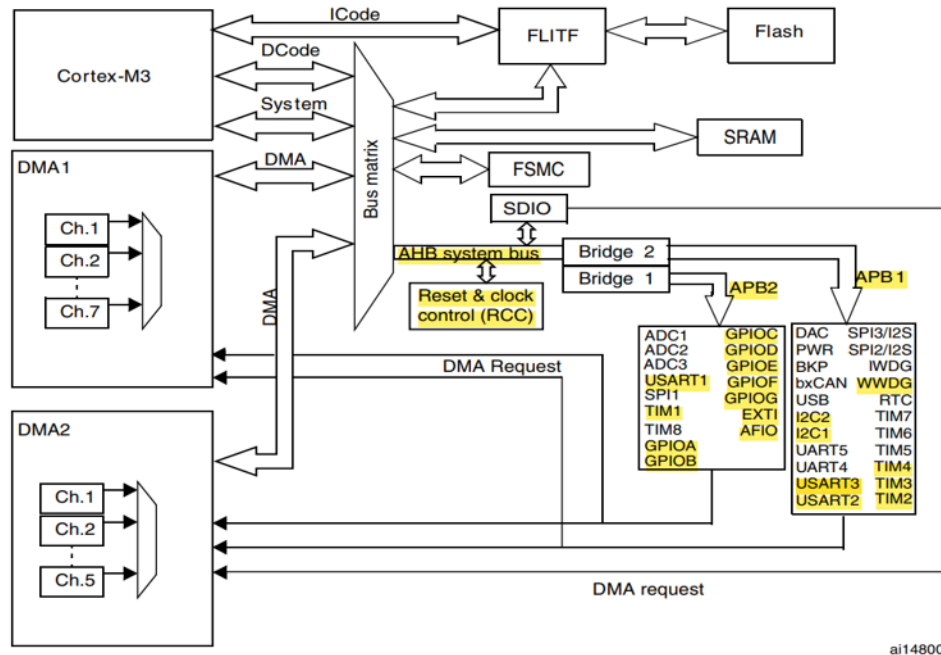 ICode
DCode
System
DMA
Cortex-M3
FLITF
Flash
Bus matrix
SRAM
FSMC
SDIO
DMA1
Ch.1
Ch.2
Ch.7
AHB system bus
Bridge 2
Bridge 1
Reset & clock
control (RCC)
APB2
APB1
DMA
DMA Request
ADC1
ADC2
ADC3
USART1
SPI1
TIM1
TIM8
GPIOA
GPIOB
GPIOC
GPIOD
GPIOE
GPIOF
GPIOG
EXTI
AFIO
DAC
PWR
BKP
bxCAN
USB
I2C2
I2C1
UART5
UART4
USART3
USART2
SPI3/I2S
SPI2/I2S
IWDG
WWDG
RTC
TIM7
TIM6
TIM5
TIM4
TIM3
TIM2
DMA2
Ch.1
Ch.2
Ch.5
DMA request
ai14800